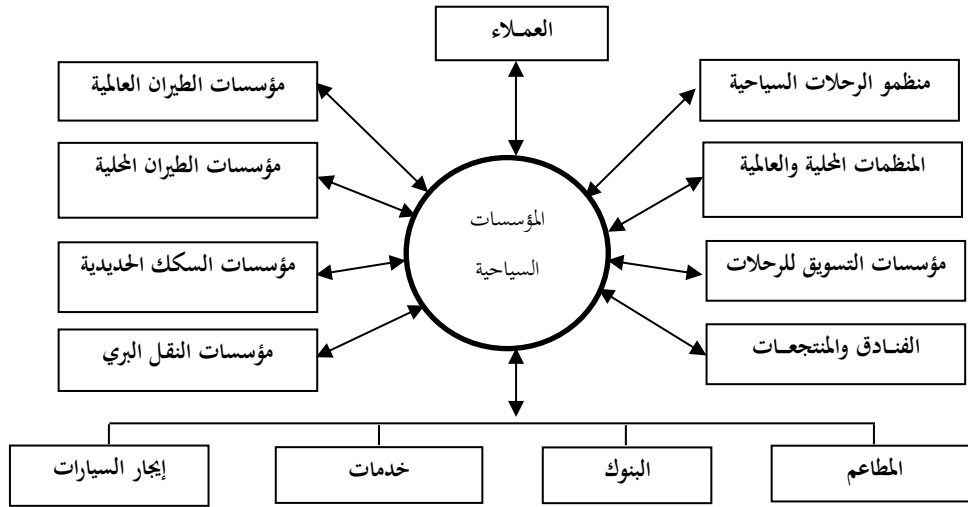 العمـلاء
منظمو الرحلات السياحية
مؤسسات الطيران العالمية
المنظمات المحلية والعالمية
مؤسسات الطيران المحلية
المؤسسات
السياحية
مؤسسات التسويق للرحلات
مؤسسات السكك الحديدية
الفنـادق والمنتجعـات
مؤسسات النقل البري
المطاعم
البنوك
خدمات
إيجار السيارات